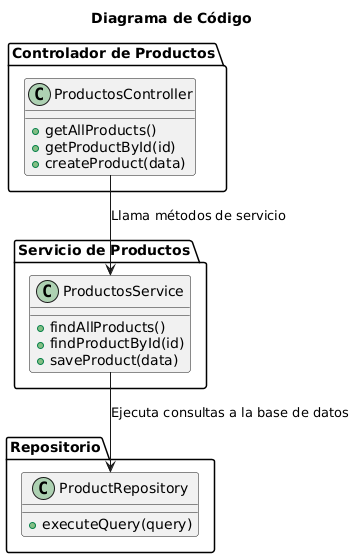 Diagrama de Código
Controlador de Productos
C ProductosController
getAllProducts()
getProductById(id)
createProduct(data)
Llama métodos de servicio
Servicio de Productos
C ProductosService
findAllProducts()
findProductById(id)
saveProduct(data)
Ejecuta consultas a la base de datos
Repositorio
C ProductRepository
executeQuery(query)